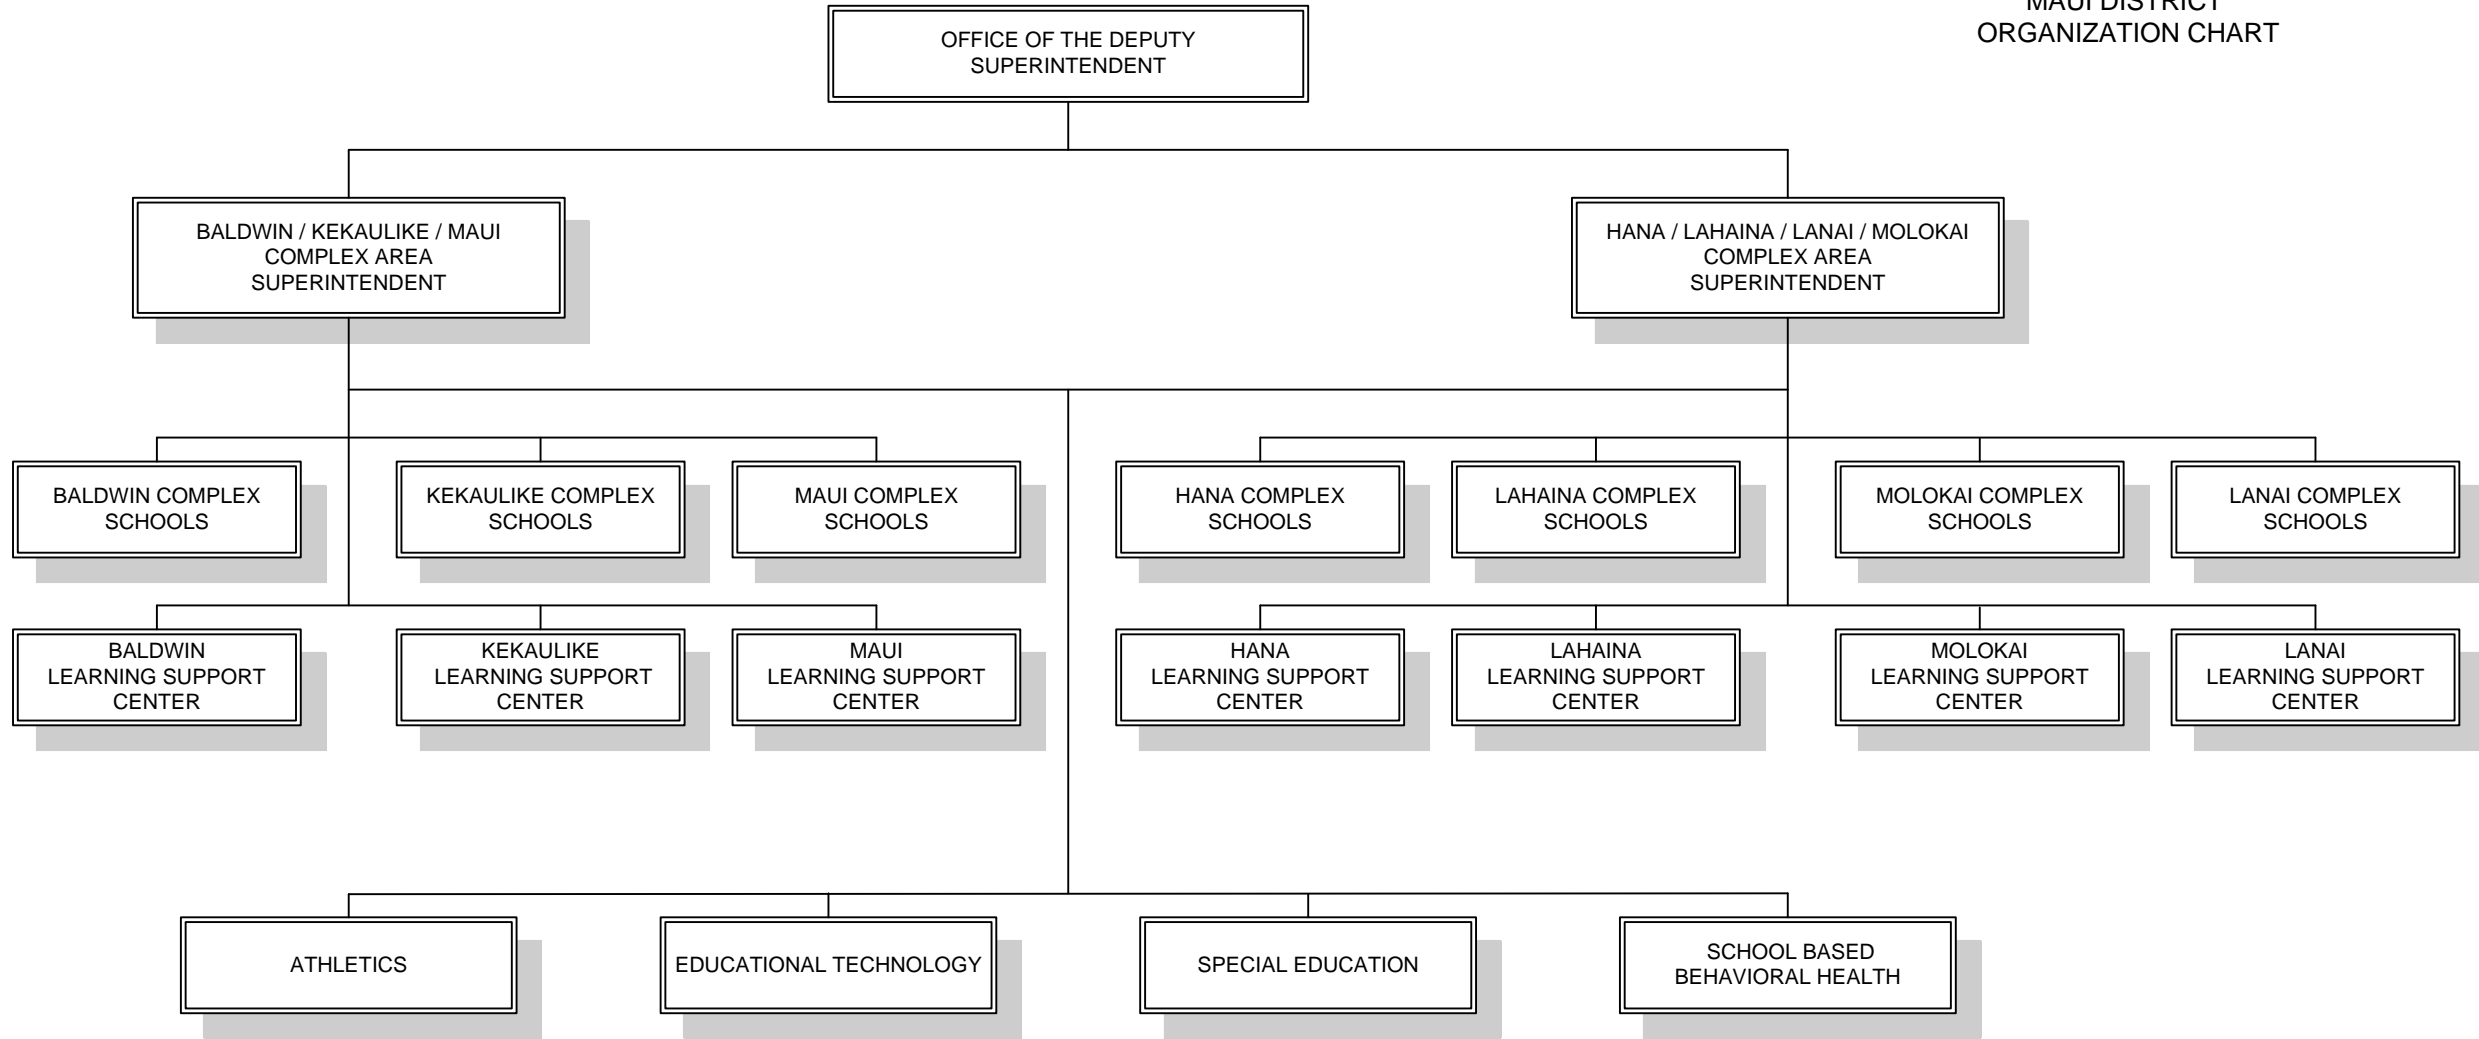 MAUI DISTRICT
ORGANIZATION CHART
OFFICE OF THE DEPUTY
SUPERINTENDENT
BALDWIN / KEKAULIKE / MAUI
COMPLEX AREA
SUPERINTENDENT
HANA / LAHAINA / LANAI / MOLOKAI
COMPLEX AREA
SUPERINTENDENT
BALDWIN COMPLEX
SCHOOLS
KEKAULIKE COMPLEX
SCHOOLS
MAUI COMPLEX
SCHOOLS
HANA COMPLEX
SCHOOLS
LAHAINA COMPLEX
SCHOOLS
MOLOKAI COMPLEX
SCHOOLS
LANAI COMPLEX
SCHOOLS
BALDWIN
LEARNING SUPPORT
CENTER
KEKAULIKE
LEARNING SUPPORT
CENTER
MAUI
LEARNING SUPPORT
CENTER
HANA
LEARNING SUPPORT
CENTER
LAHAINA
LEARNING SUPPORT
CENTER
MOLOKAI
LEARNING SUPPORT
CENTER
LANAI
LEARNING SUPPORT
CENTER
ATHLETICS
EDUCATIONAL TECHNOLOGY
SPECIAL EDUCATION
SCHOOL BASED
BEHAVIORAL HEALTH